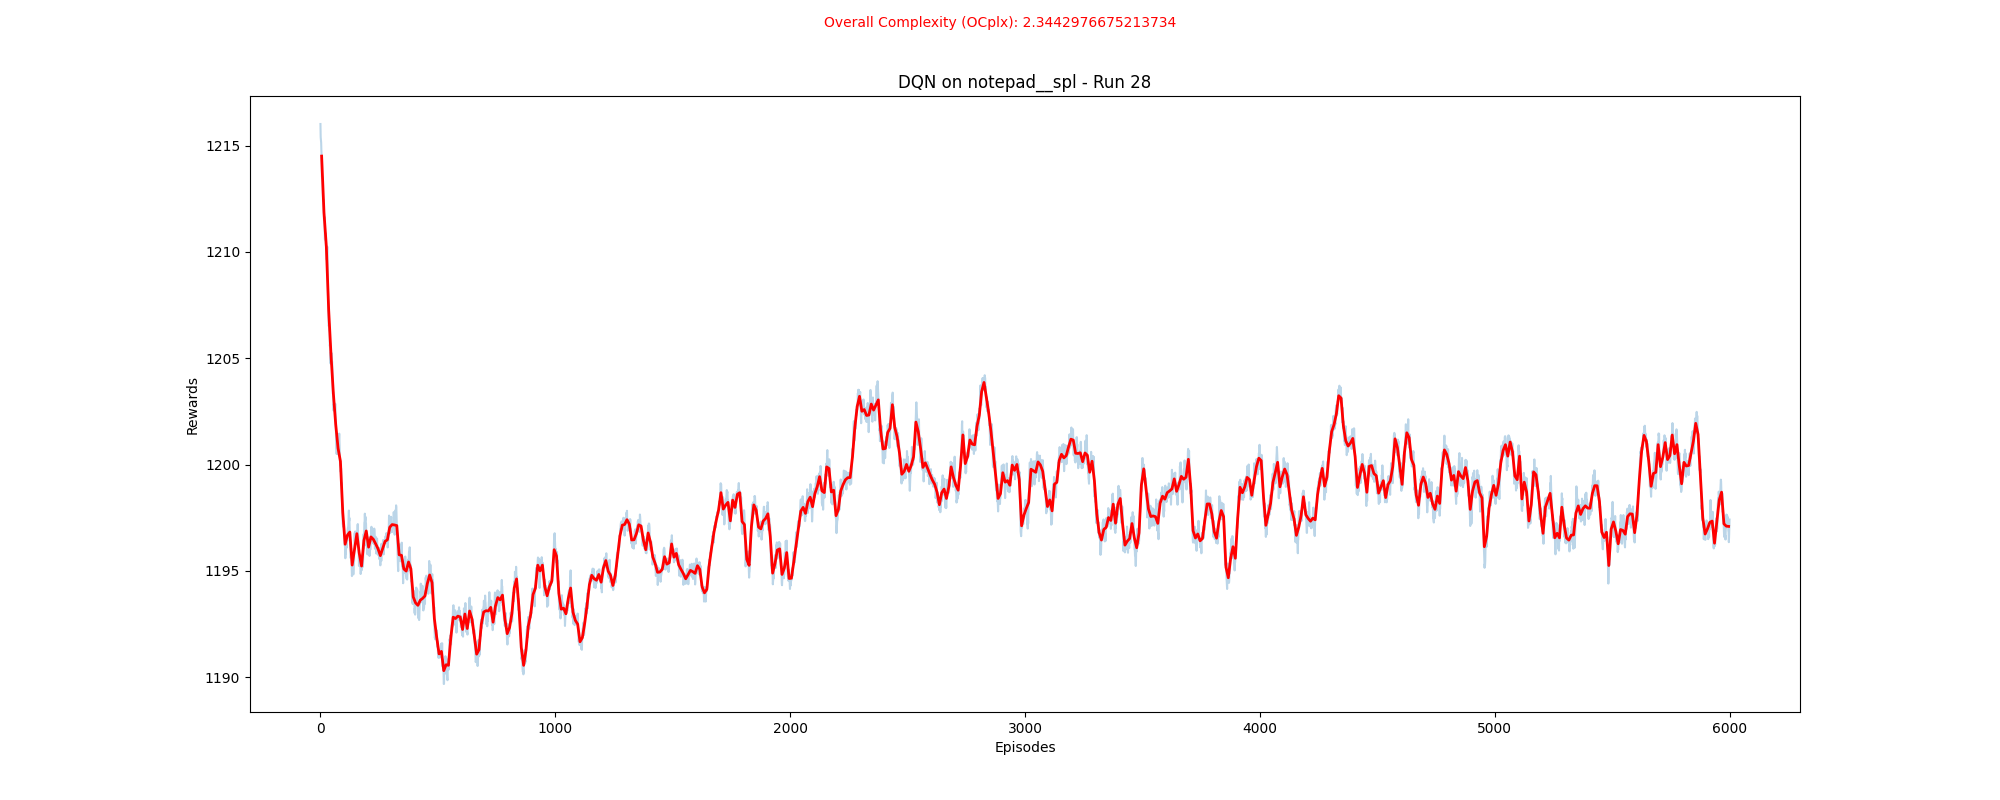 Overall Complexity (OCplx): 2.3442976675213734
DQN on notepad__spl - Run 28
1215
1210
1205
1200
1195
1190
Rewards
0 1000 2000 3000 4000 5000 6000
Episodes